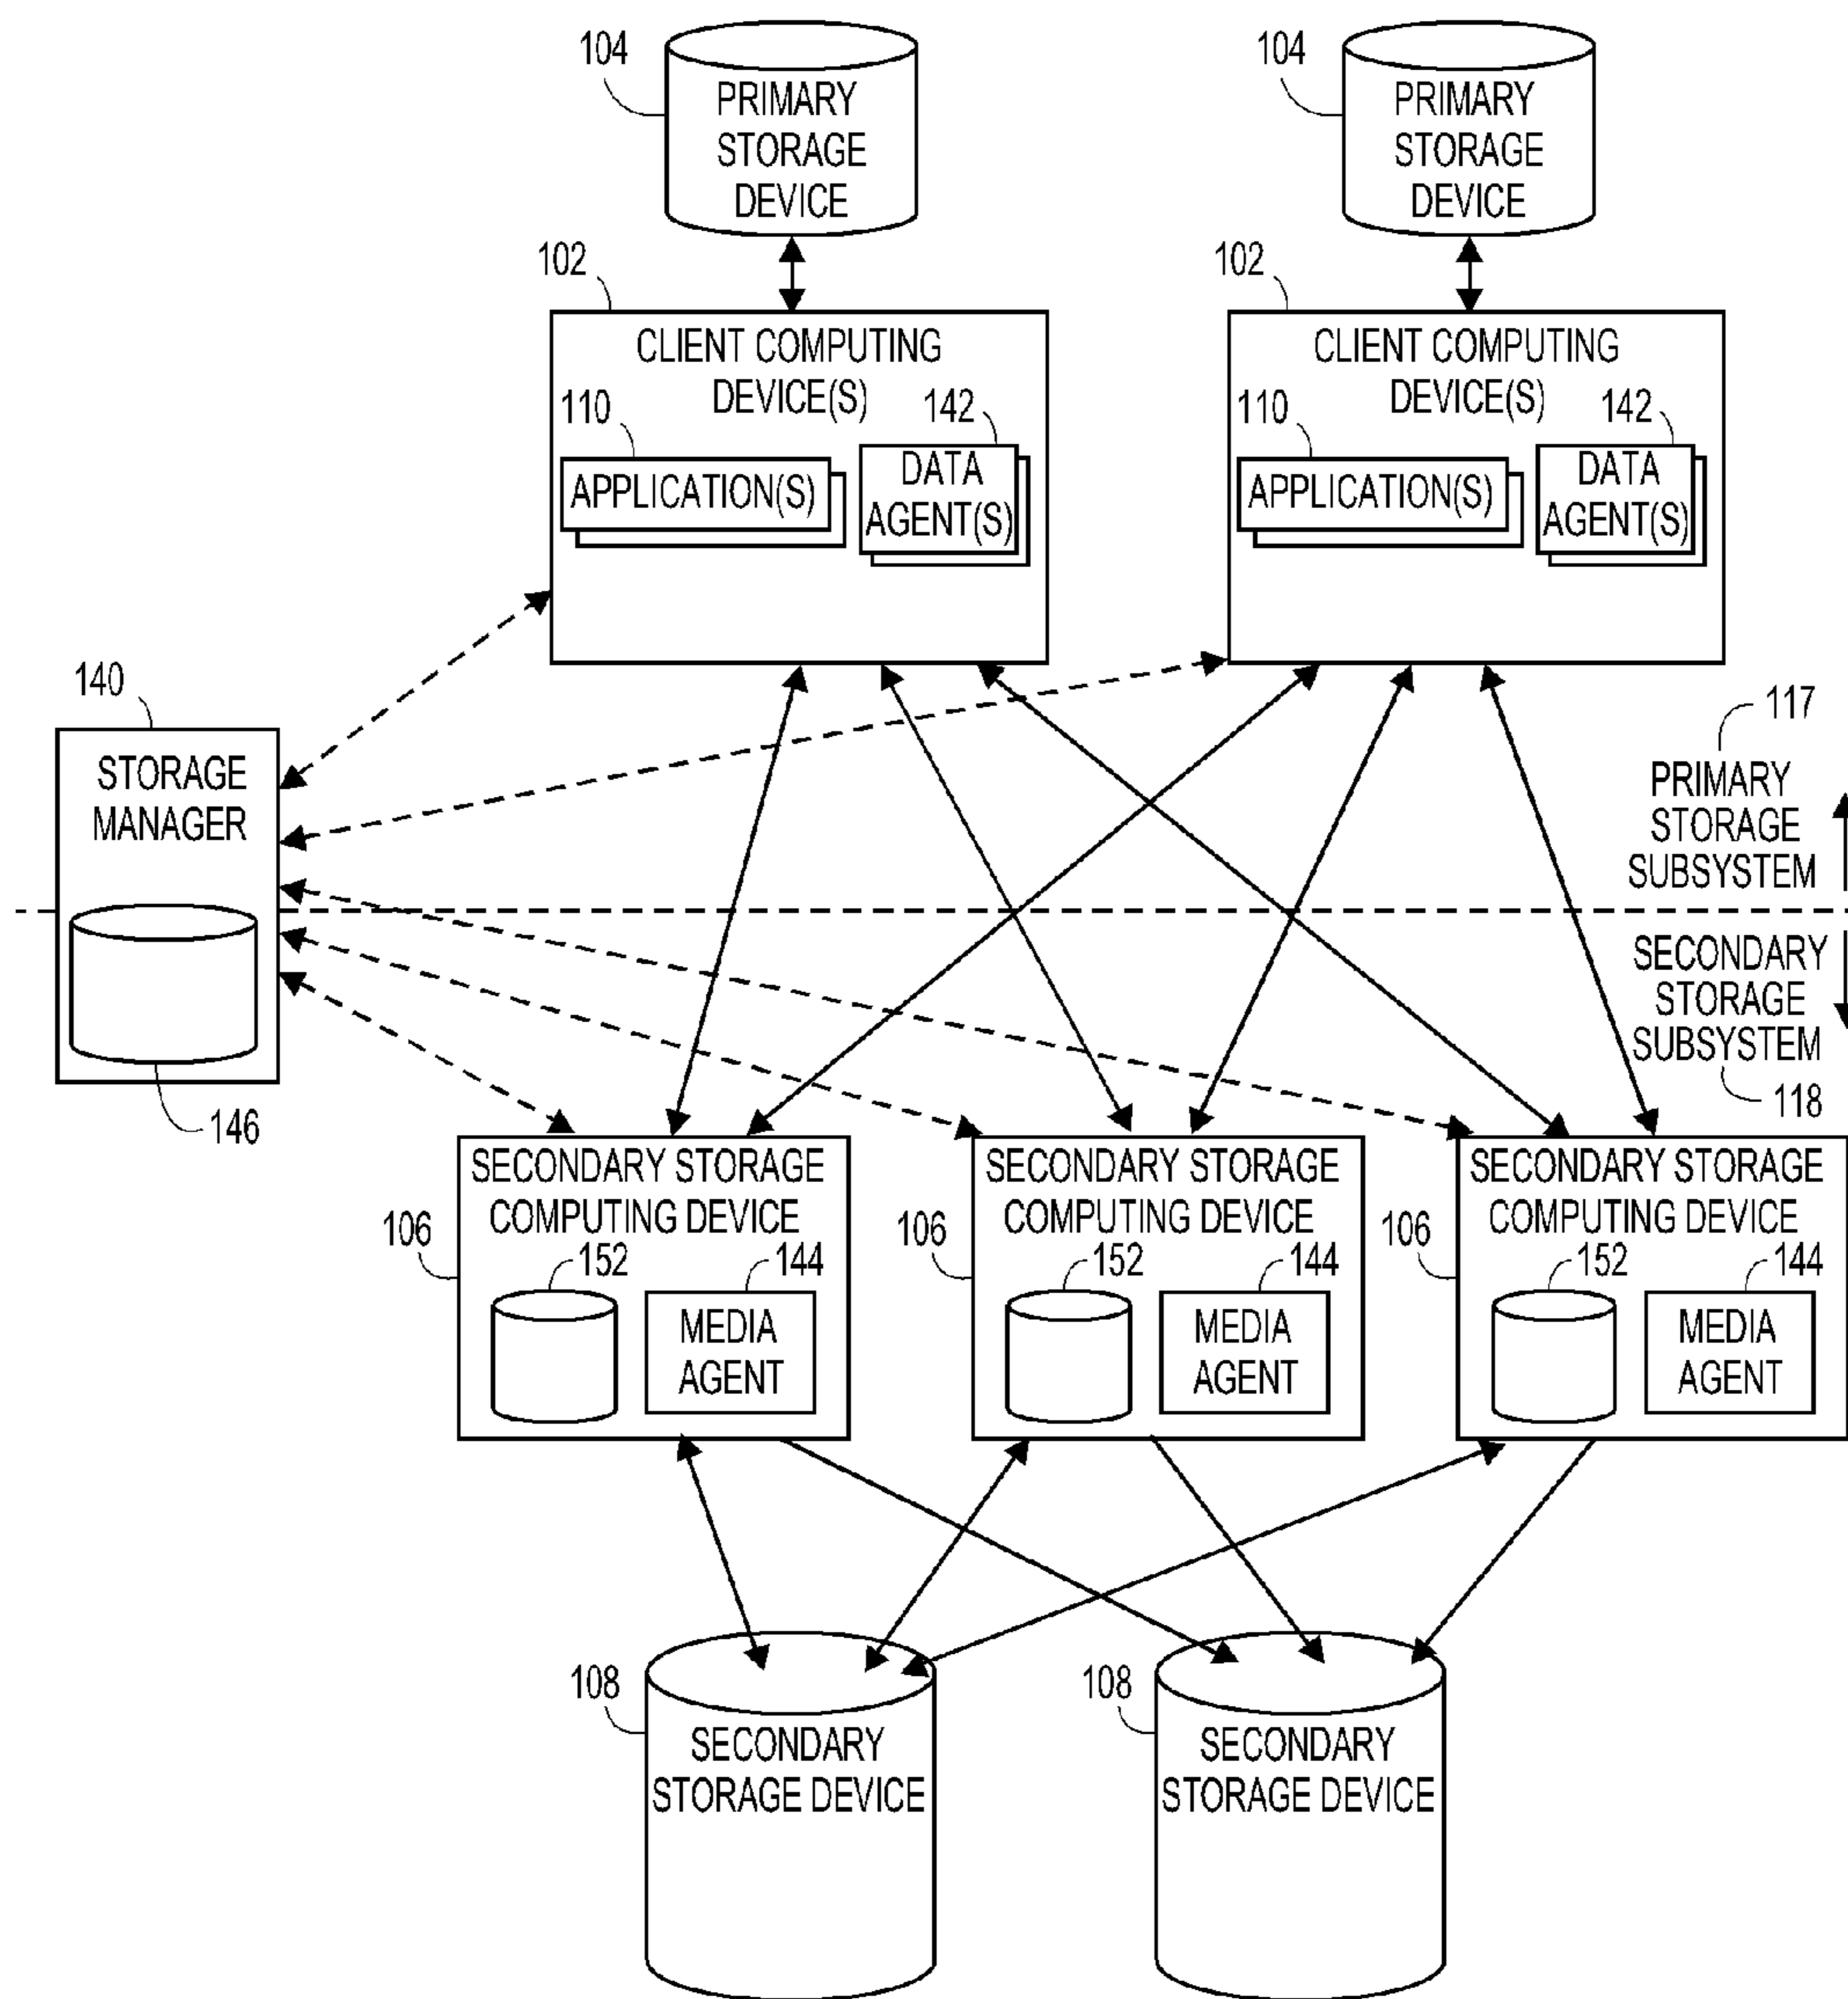 104
PRIMARY
STORAGE
DEVICE
104
PRIMARY
STORAGE
DEVICE
102
CLIENT COMPUTING
DEVICE(S)
110
142
APPLICATION(S)
DATA
AGENT(S)
102
CLIENT COMPUTING
DEVICE(S)
110
142
APPLICATION(S)
DATA
AGENT(S)
140
STORAGE
MANAGER
146
117
PRIMARY
STORAGE
SUBSYSTEM
SECONDARY
STORAGE
SUBSYSTEM
118
SECONDARY STORAGE
COMPUTING DEVICE
106
152
144
MEDIA
AGENT
SECONDARY STORAGE
COMPUTING DEVICE
106
152
144
MEDIA
AGENT
SECONDARY STORAGE
COMPUTING DEVICE
106
152
144
MEDIA
AGENT
108
SECONDARY
STORAGE DEVICE
108
SECONDARY
STORAGE DEVICE